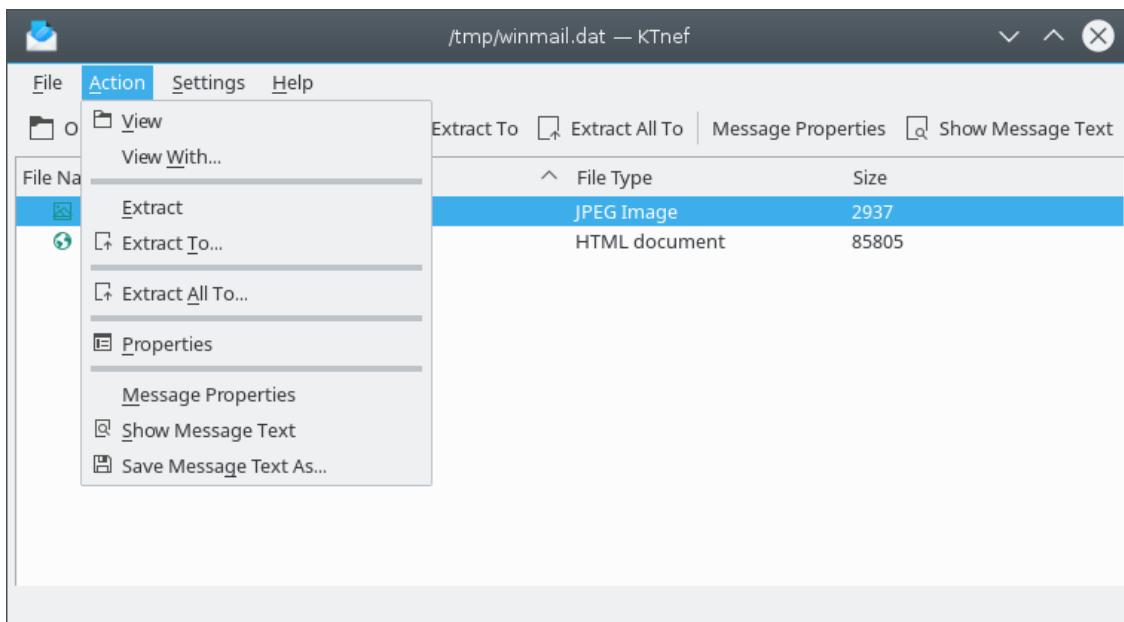 /tmp/winmail.dat — KTnef
File Action Settings Help
O Extract To Extract All To Message Properties Show Message Text
File Na File Type Size
JPEG Image 2937
HTML document 85805
View
View With...
Extract
Extract To...
Extract All To...
Properties
Message Properties
Show Message Text
Save Message Text As...